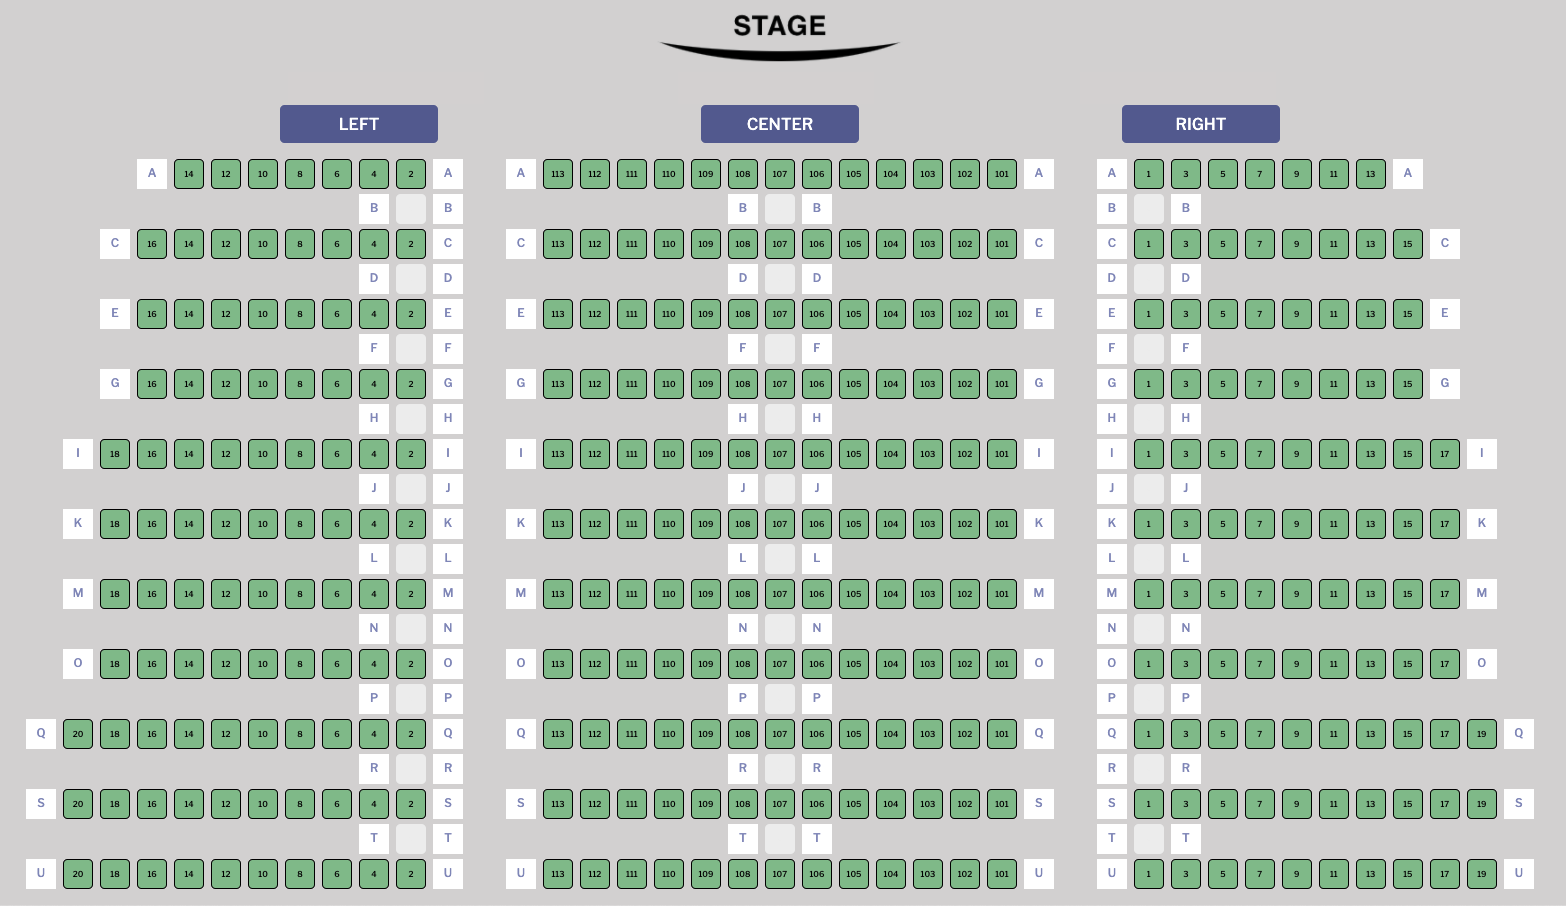 STAGE
LEFT CENTER RIGHT
A 14 12 10 8 6 4 2 A A 113 112 111 110 109 108 107 106 105 104 103 102 101 A A 1 3 5 7 9 11 13 A
B B B B B B
C 16 14 12 10 8 6 4 2 C C 113 112 111 110 109 108 107 106 105 104 103 102 101 C C 1 3 5 7 9 11 13 15 C
D D D D D D
E 16 14 12 10 8 6 4 2 E E 113 112 111 110 109 108 107 106 105 104 103 102 101 E E 1 3 5 7 9 11 13 15 E
F F F F F F
G 16 14 12 10 8 6 4 2 G G 113 112 111 110 109 108 107 106 105 104 103 102 101 G G 1 3 5 7 9 11 13 15 G
H H H H H H
I 18 16 14 12 10 8 6 4 2 I I 113 112 111 110 109 108 107 106 105 104 103 102 101 I I 1 3 5 7 9 11 13 15 17 I
J J J J J J
K 18 16 14 12 10 8 6 4 2 K K 113 112 111 110 109 108 107 106 105 104 103 102 101 K K 1 3 5 7 9 11 13 15 17 K
L L L L L L
M 18 16 14 12 10 8 6 4 2 M M 113 112 111 110 109 108 107 106 105 104 103 102 101 M M 1 3 5 7 9 11 13 15 17 M
N N N N N N
O 18 16 14 12 10 8 6 4 2 O O 113 112 111 110 109 108 107 106 105 104 103 102 101 O O 1 3 5 7 9 11 13 15 17 O
P P P P P P
Q 20 18 16 14 12 10 8 6 4 2 Q Q 113 112 111 110 109 108 107 106 105 104 103 102 101 Q Q 1 3 5 7 9 11 13 15 17 19 Q
R R R R R R
S 20 18 16 14 12 10 8 6 4 2 S S 113 112 111 110 109 108 107 106 105 104 103 102 101 S S 1 3 5 7 9 11 13 15 17 19 S
T T T T T T
U 20 18 16 14 12 10 8 6 4 2 U U 113 112 111 110 109 108 107 106 105 104 103 102 101 U U 1 3 5 7 9 11 13 15 17 19 U